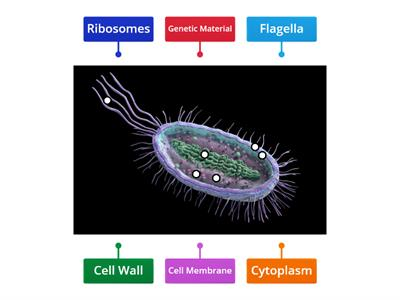 Ribosomes
Genetic Material
Flagella
Cell Wall
Cell Membrane
Cytoplasm